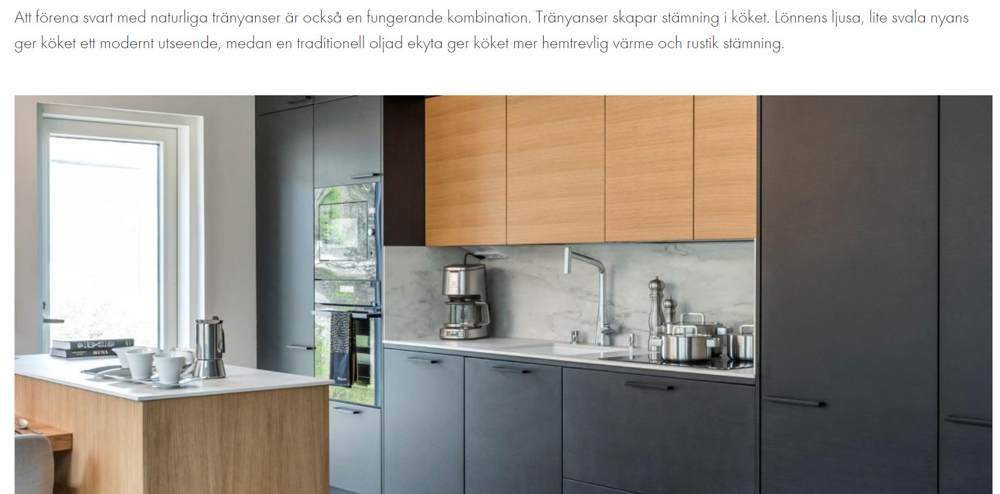 Att förena svart med naturliga tränyanser är också en fungerande kombination. Tränyanser skapar stämning i köket. Lönnens ljusa, lite svala nyans
ger köket ett modernt utseende, medan en traditionell oljad ekyta ger köket mer hemtrevlig värme och rustik stämning.